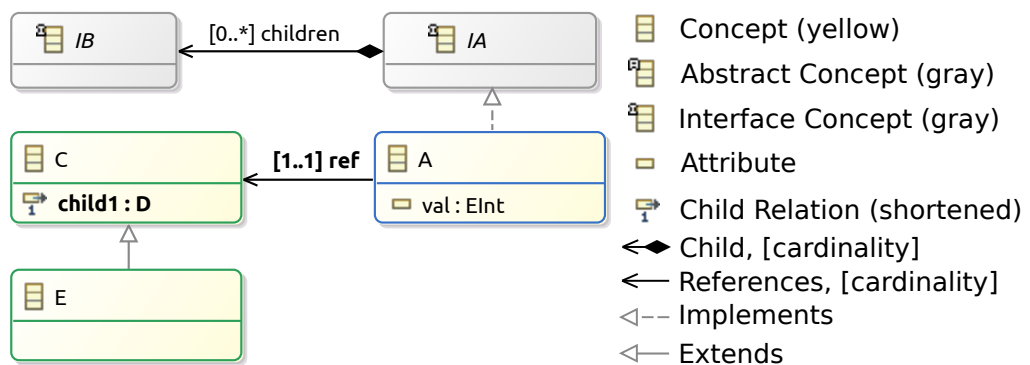 IB
[0..*] children
IA
C
child1 : D
[1..1] ref
A
val : EInt
E
Concept (yellow)
Abstract Concept (gray)
Interface Concept (gray)
Attribute
1
Child Relation (shortened)
Child, [cardinality]
References, [cardinality]
Implements
Extends